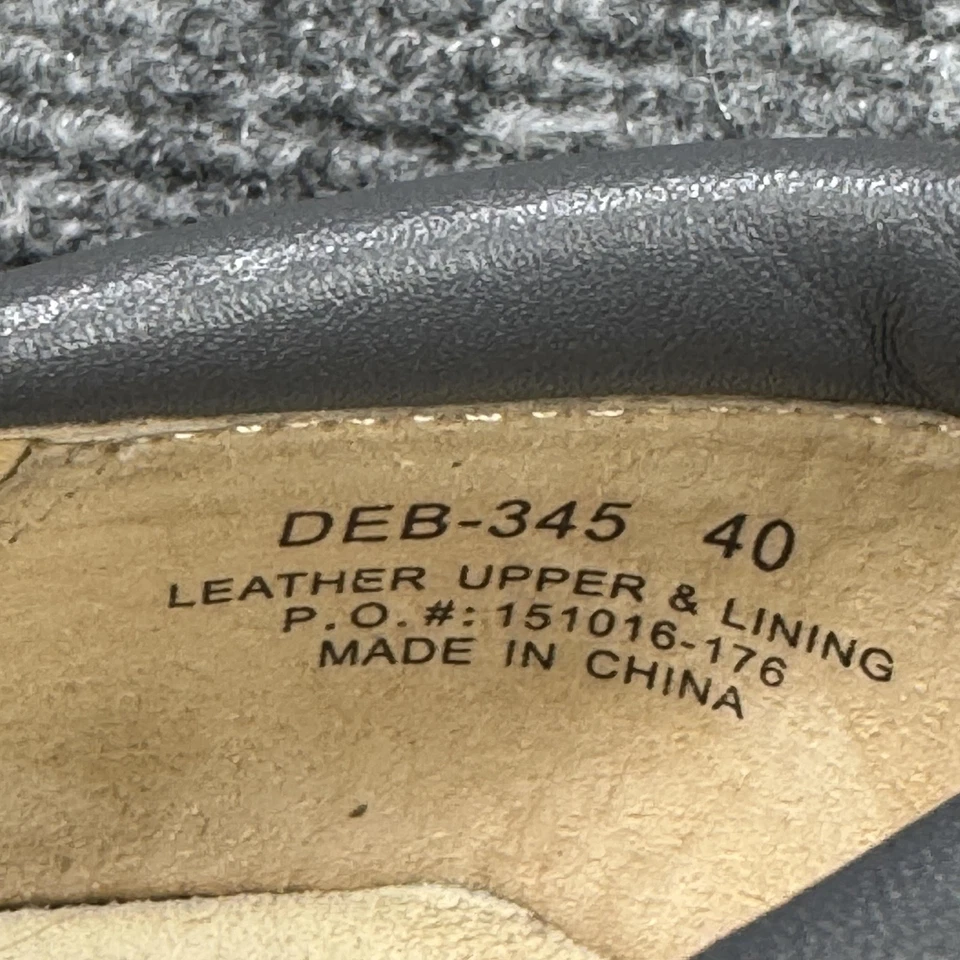 DEB-345 40
LEATHER UPPER & LINING
P.O.#:151016-176
MADE IN CHINA